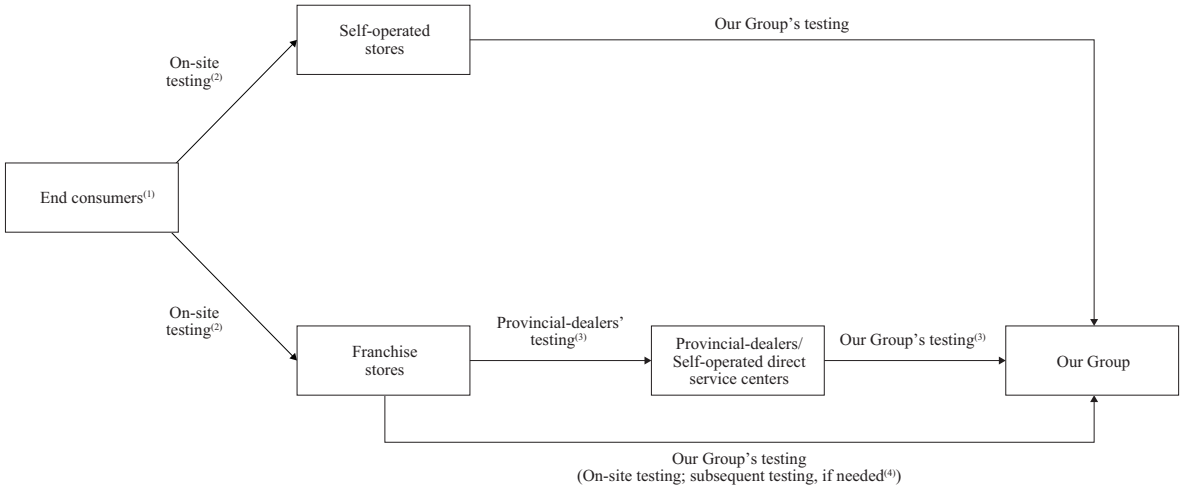 Our Group’s testing
Self-operated
stores
On-site
testing(2)
End consumers(1)
On-site
testing(2)
Provincial-dealers’
testing(3)
Franchise
stores
Provincial-dealers/
Self-operated direct
service centers
Our Group’s testing(3)
Our Group
Our Group’s testing
(On-site testing; subsequent testing, if needed(4))